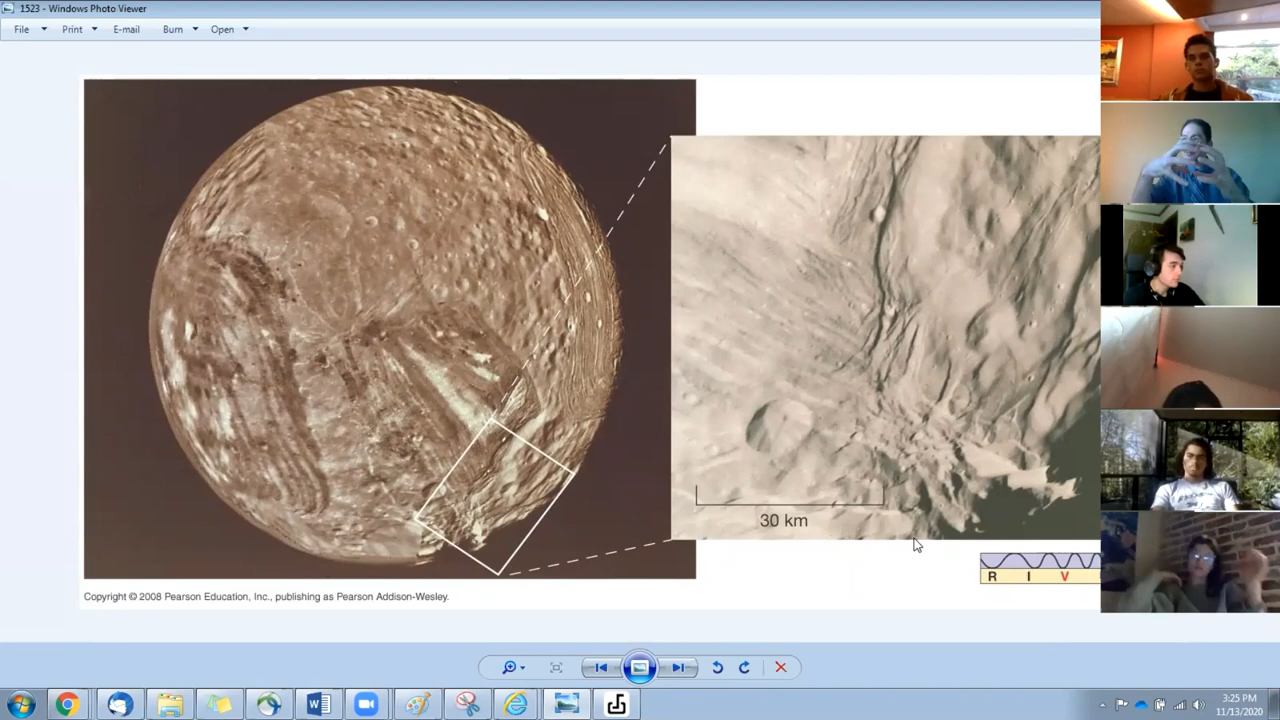 1523 - Windows Photo Viewer
File Print E-mail Burn Open
30 km
R I V
Copyright © 2008 Pearson Education, Inc., publishing as Pearson Addison-Wesley.
3:25 PM
11/13/2020